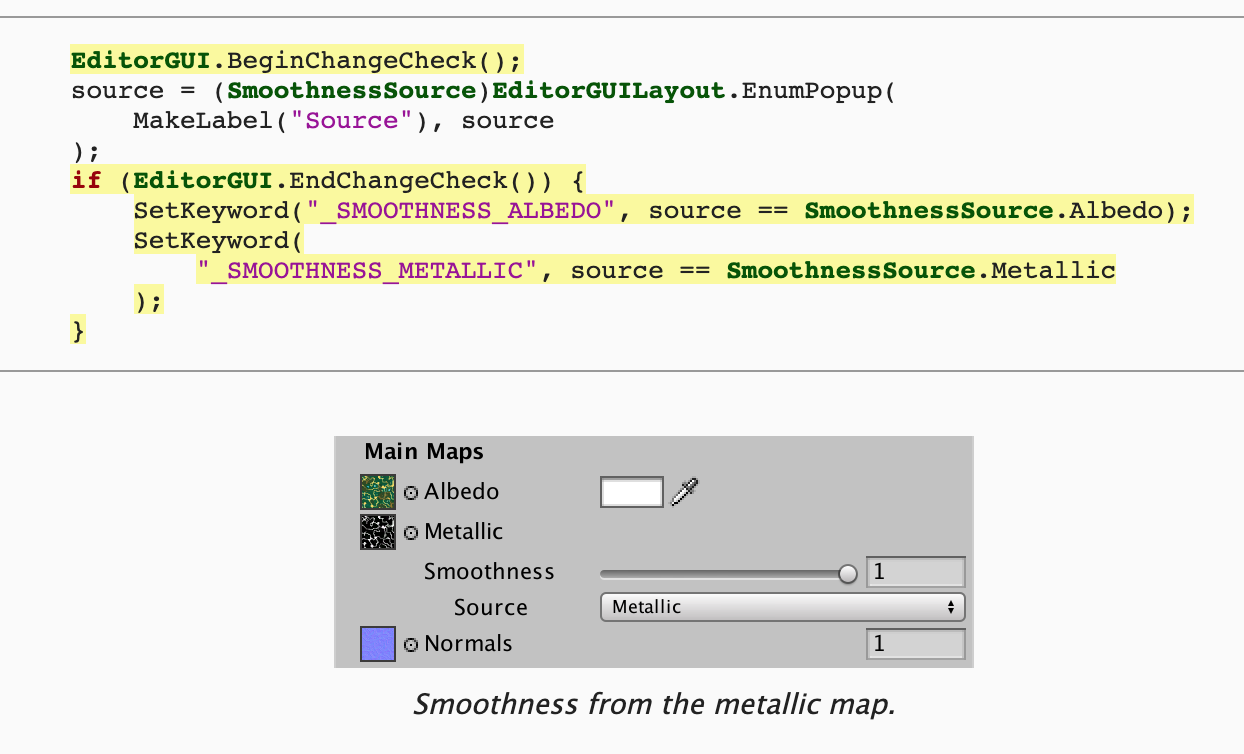 EditorGUI.BeginChangeCheck();
source = (SmoothnessSource)EditorGUILayout.EnumPopup(
MakeLabel("Source"), source
);
if (EditorGUI.EndChangeCheck()) {
SetKeyword("_SMOOTHNESS_ALBEDO", source == SmoothnessSource.Albedo);
SetKeyword(
"_SMOOTHNESS_METALLIC", source == SmoothnessSource.Metallic
);
}
Main Maps
Albedo
Metallic
Smoothness 1
Source Metallic
Normals 1
Smoothness from the metallic map.